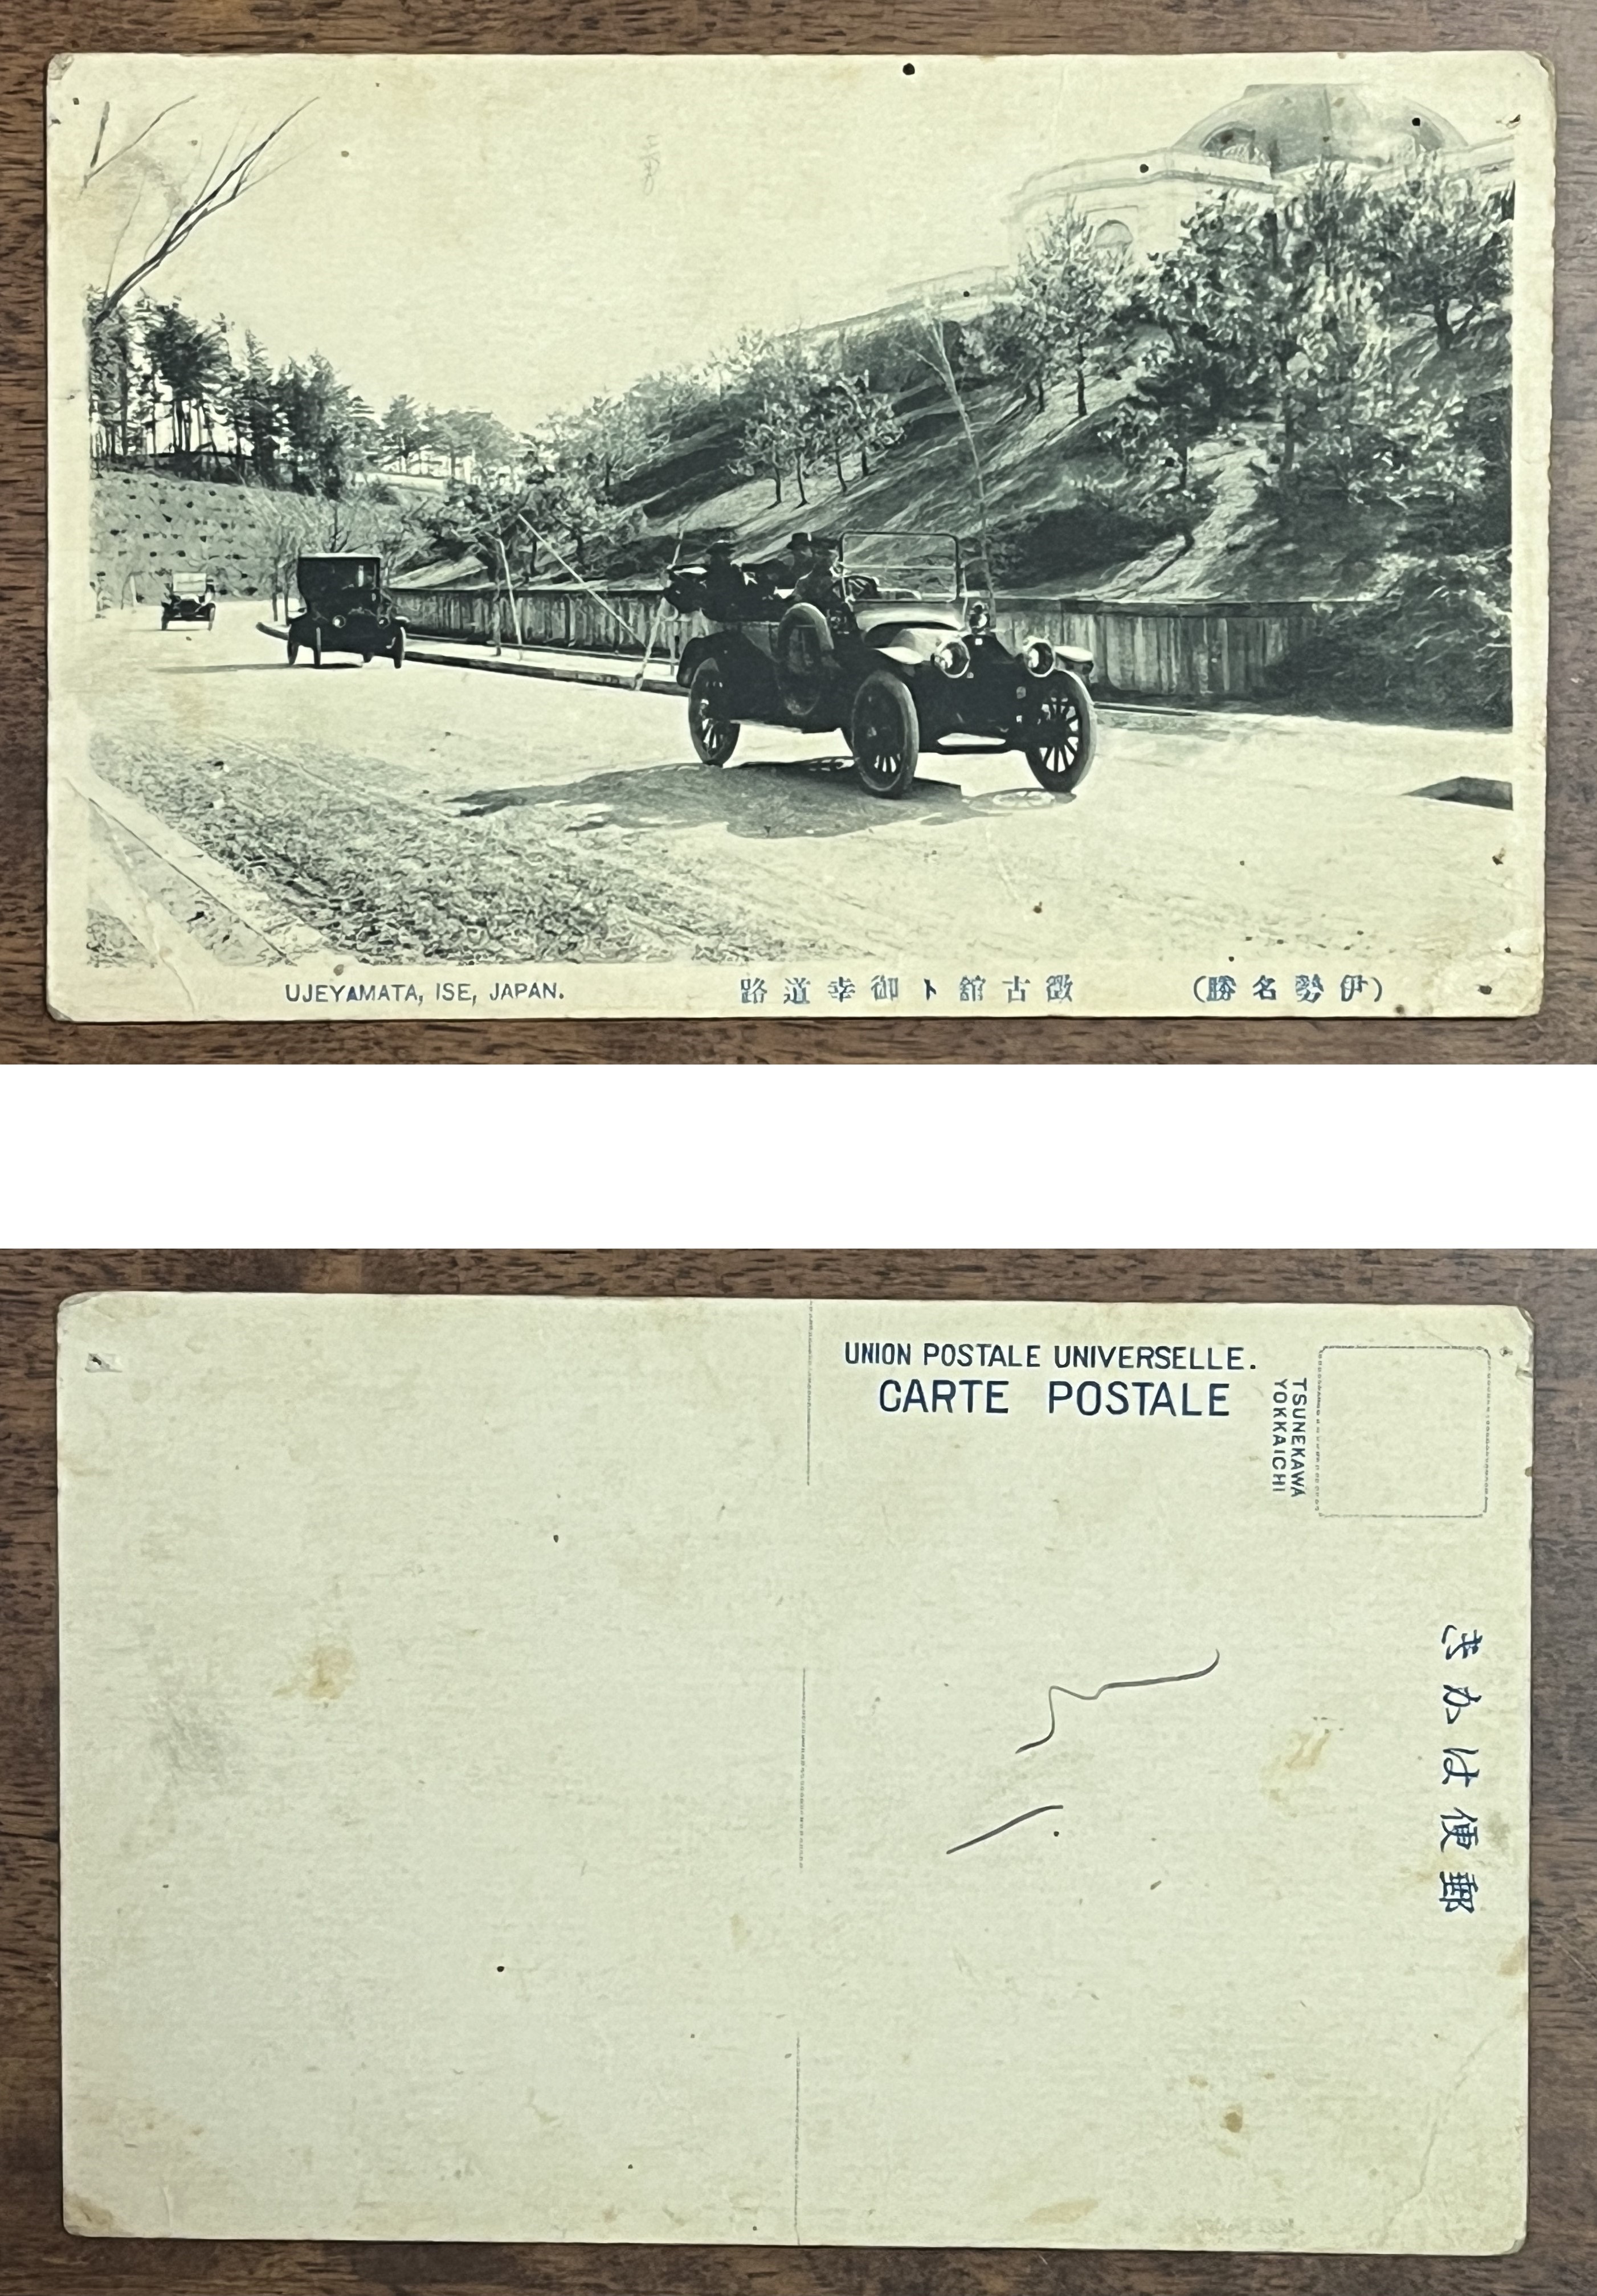 (伊勢名勝) 徴古舘ト御幸道路
UJEYAMATA, ISE, JAPAN.
UNION POSTALE UNIVERSELLE.
CARTE POSTALE
TSUNEKAWA
YOKKAICHI
郵便はかき